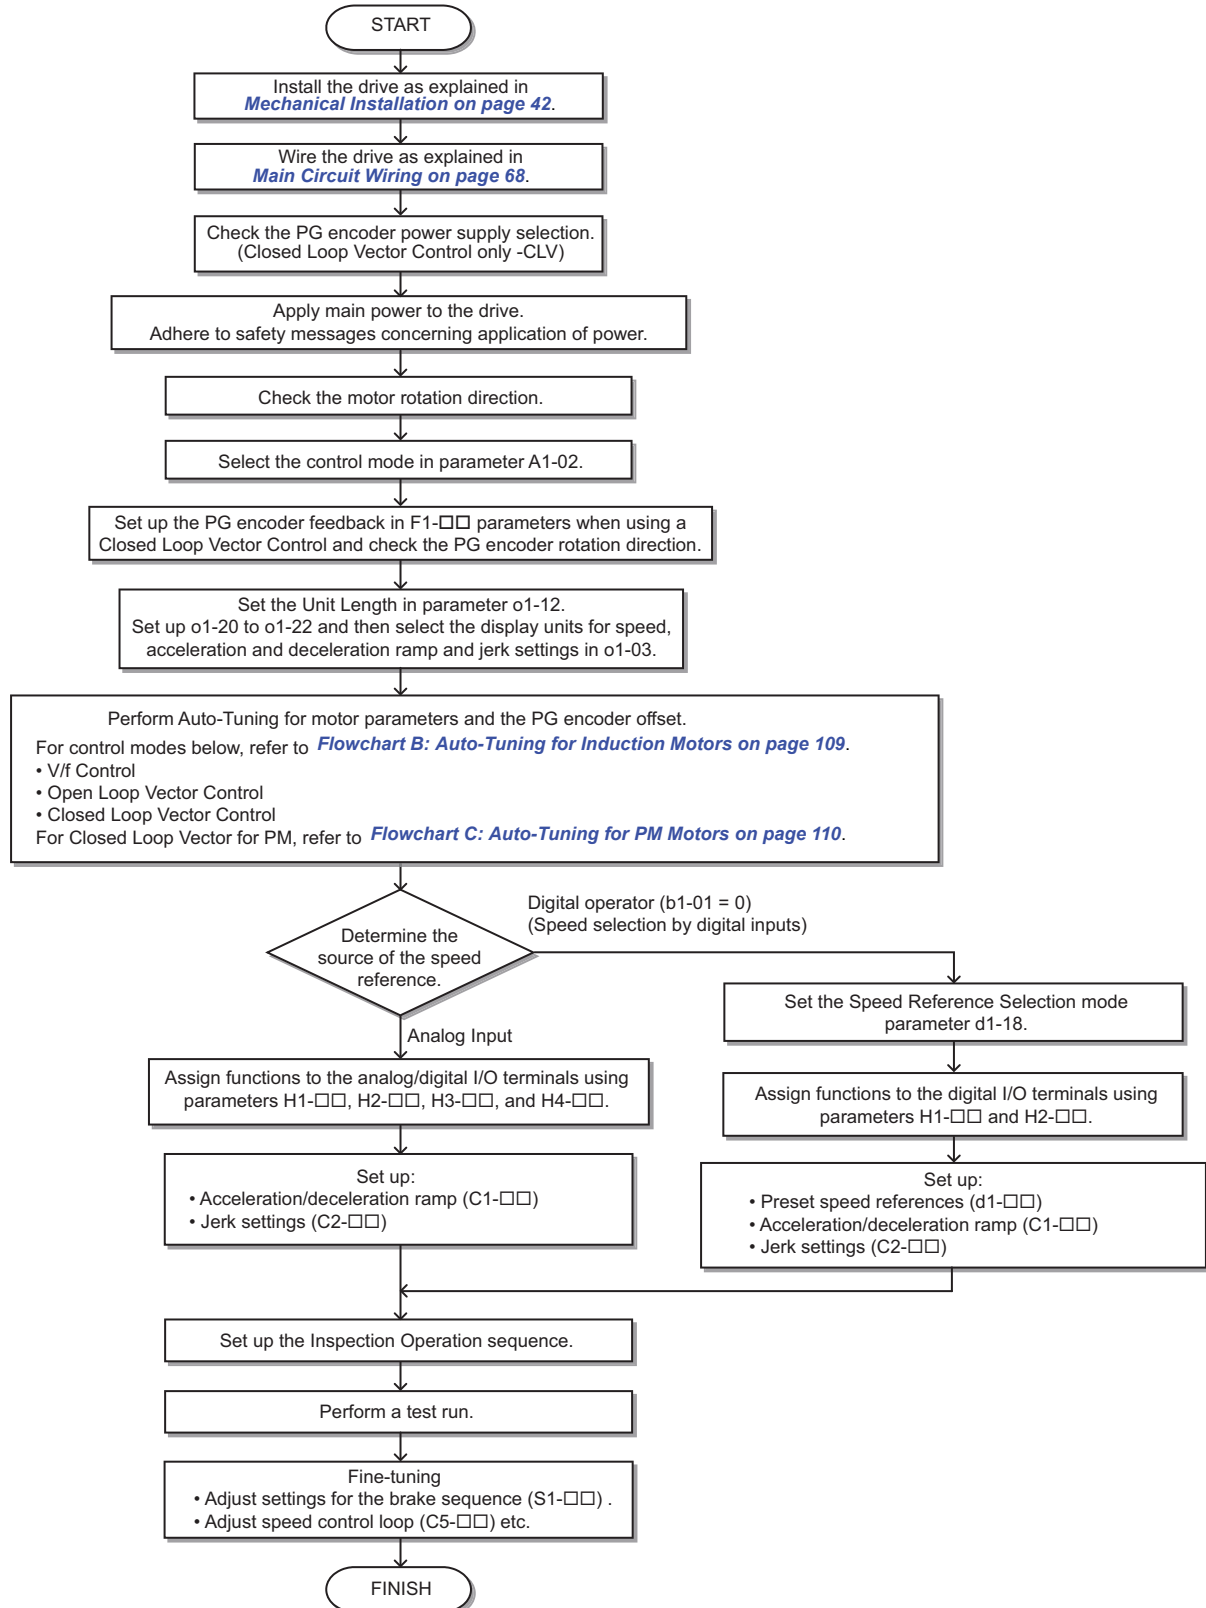 START
Install the drive as explained in
Mechanical Installation on page 42.
Wire the drive as explained in
Main Circuit Wiring on page 68.
Check the PG encoder power supply selection.
(Closed Loop Vector Control only -CLV)
Apply main power to the drive.
Adhere to safety messages concerning application of power.
Check the motor rotation direction.
Select the control mode in parameter A1-02.
Set up the PG encoder feedback in F1-□□ parameters when using a
Closed Loop Vector Control and check the PG encoder rotation direction.
Set the Unit Length in parameter o1-12.
Set up o1-20 to o1-22 and then select the display units for speed,
acceleration and deceleration ramp and jerk settings in o1-03.
Perform Auto-Tuning for motor parameters and the PG encoder offset.
For control modes below, refer to Flowchart B: Auto-Tuning for Induction Motors on page 109.
• V/f Control
• Open Loop Vector Control
• Closed Loop Vector Control
For Closed Loop Vector for PM, refer to Flowchart C: Auto-Tuning for PM Motors on page 110.
Determine the
source of the speed
reference.
Digital operator (b1-01 = 0)
(Speed selection by digital inputs)
Analog Input
Assign functions to the analog/digital I/O terminals using
parameters H1-□□, H2-□□, H3-□□, and H4-□□.
Set up:
• Acceleration/deceleration ramp (C1-□□)
• Jerk settings (C2-□□)
Set the Speed Reference Selection mode
parameter d1-18.
Assign functions to the digital I/O terminals using
parameters H1-□□ and H2-□□.
Set up:
• Preset speed references (d1-□□)
• Acceleration/deceleration ramp (C1-□□)
• Jerk settings (C2-□□)
Set up the Inspection Operation sequence.
Perform a test run.
Fine-tuning
• Adjust settings for the brake sequence (S1-□□) .
• Adjust speed control loop (C5-□□) etc.
FINISH